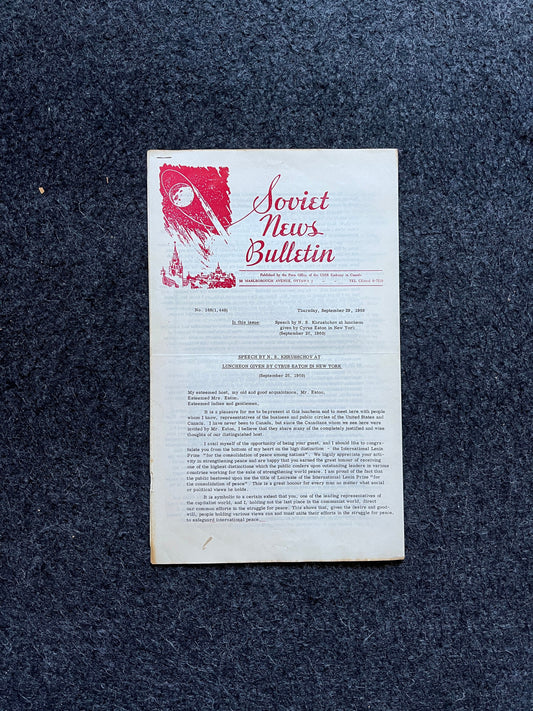 Soviet
News
Bulletin
Published by the Press Office of the USSR Embassy in Canada
MARLBOROUGH AVENUE, OTTAWA 2 - - TEL.
No. 188(1,448) Thursday, September 29, 1960
In this issue: Speech by N. S. Khrushchov at luncheon
given by Cyrus Eaton in New York
(September 26, 1960)
SPEECH BY N. S. KHRUSHCHOV AT
LUNCHEON GIVEN BY CYRUS EATON IN NEW YORK
(September 26, 1960)
My esteemed host, my old and good acquaintance, Mr. Eaton,
Esteemed Mrs. Eaton,
Esteemed ladies and gentlemen,
It is a pleasure for me to be present at this luncheon and to meet here with people
whom I know, representatives of the business and public circles of the United States and
Canada. I have never been to Canada, but since the Canadians whom we see here were
invited by Mr. Eaton, I believe that they share many of the completely justified and wise
thoughts of our distinguished host.
I avail myself of the opportunity of being your guest, and I should like to congra-
tulate you from the bottom of my heart on the high distinction - the International Lenin
Prize "for the consolidation of peace among nations". We highly appreciate your acti-
vity in strengthening peace and are happy that you earned the great honour of receiving
one of the highest distinctions which the public confers upon outstanding leaders in various
countries working for the sake of strengthening world peace. I am proud of the fact that
the public bestowed upon me the title of Laureate of the International Lenin Prize "for
the consolidation of peace". This is a great honour for every man no matter what social
or political views he holds.
It is symbolic to a certain extent that you, one of the leading representatives of
the capitalist world, and I, holding not the last place in the communist world, direct
our common efforts in the struggle for peace. This shows that, given the desire and good-
will, people holding various views can and must unite their efforts in the struggle for peace,
to safeguard international peace.